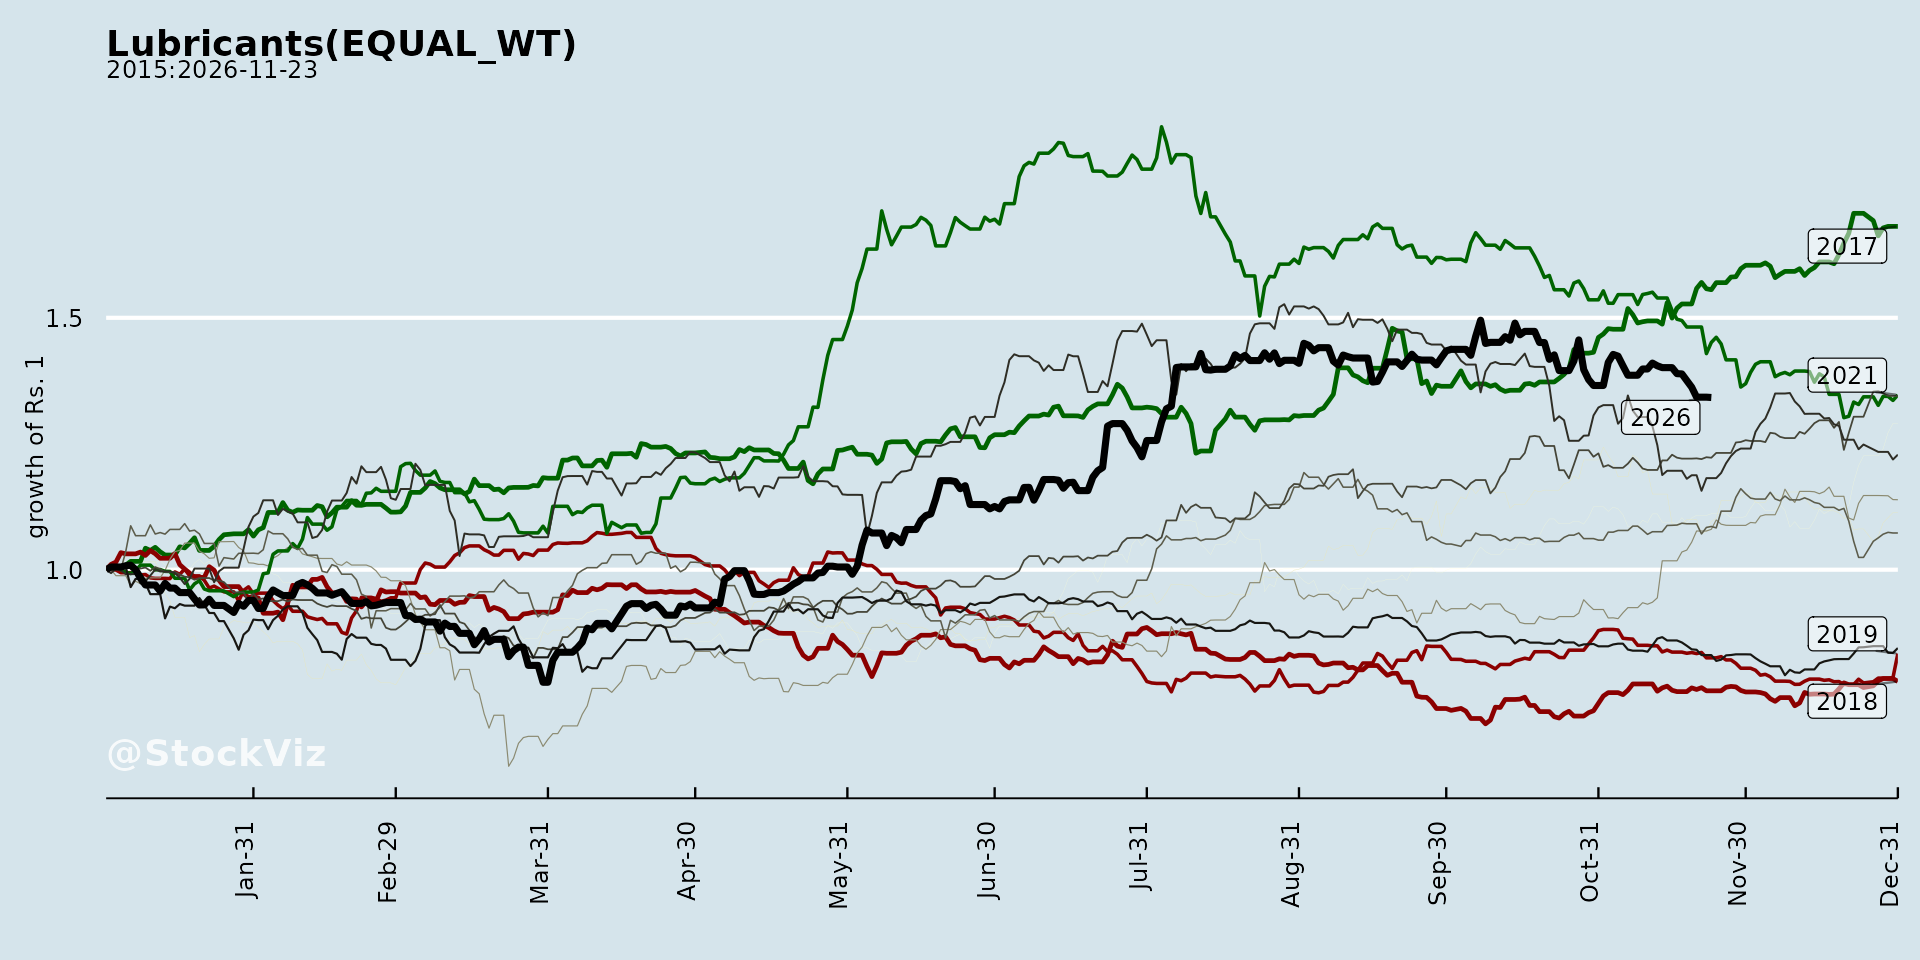 Lubricants(EQUAL_WT)
2015:2026-11-23
growth of Rs. 1
1.5
1.0
2017
2021
2026
2019
2018
@StockViz
Jan-31
Feb-29
Mar-31
Apr-30
May-31
Jun-30
Jul-31
Aug-31
Sep-30
Oct-31
Nov-30
Dec-31